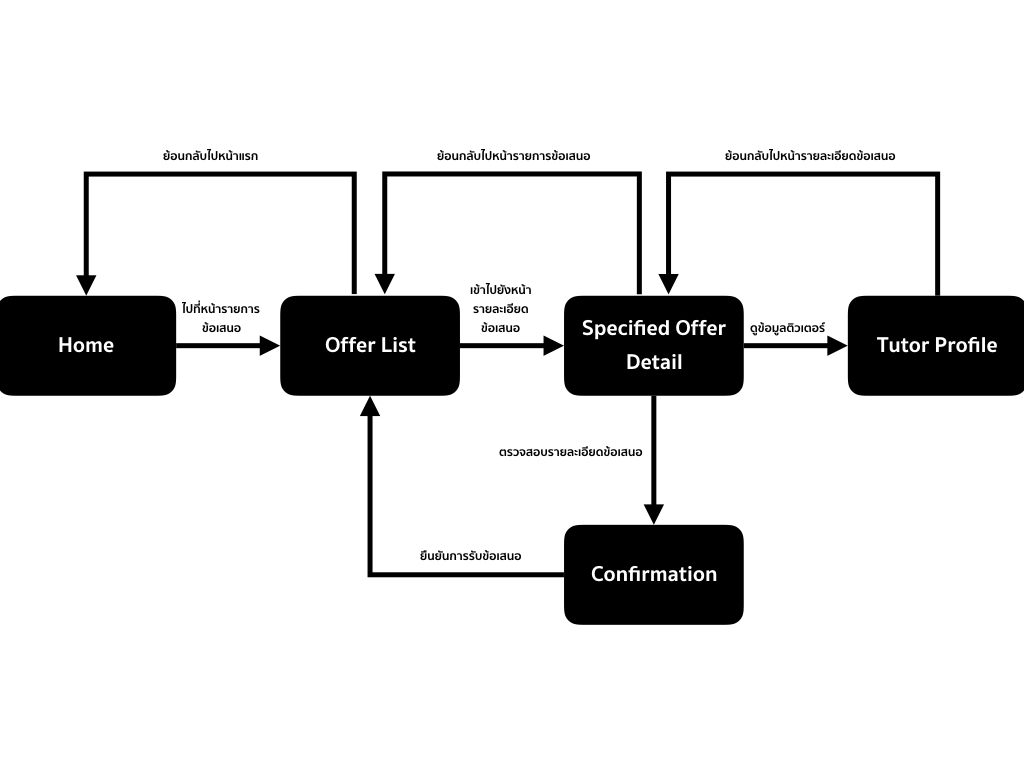 ย้อนกลับไปหน้าแรก
ย้อนกลับไปหน้ารายการข้อเสนอ
ย้อนกลับไปหน้ารายละเอียดข้อเสนอ
Home
ไปที่หน้ารายการ
ข้อเสนอ
Offer List
เข้าไปยังหน้า
รายละเอียด
ข้อเสนอ
Specified Offer
Detail
ดูข้อมูลติวเตอร์
Tutor Profile
ตรวจสอบรายละเอียดข้อเสนอ
ยืนยันการรับข้อเสนอ
Confirmation